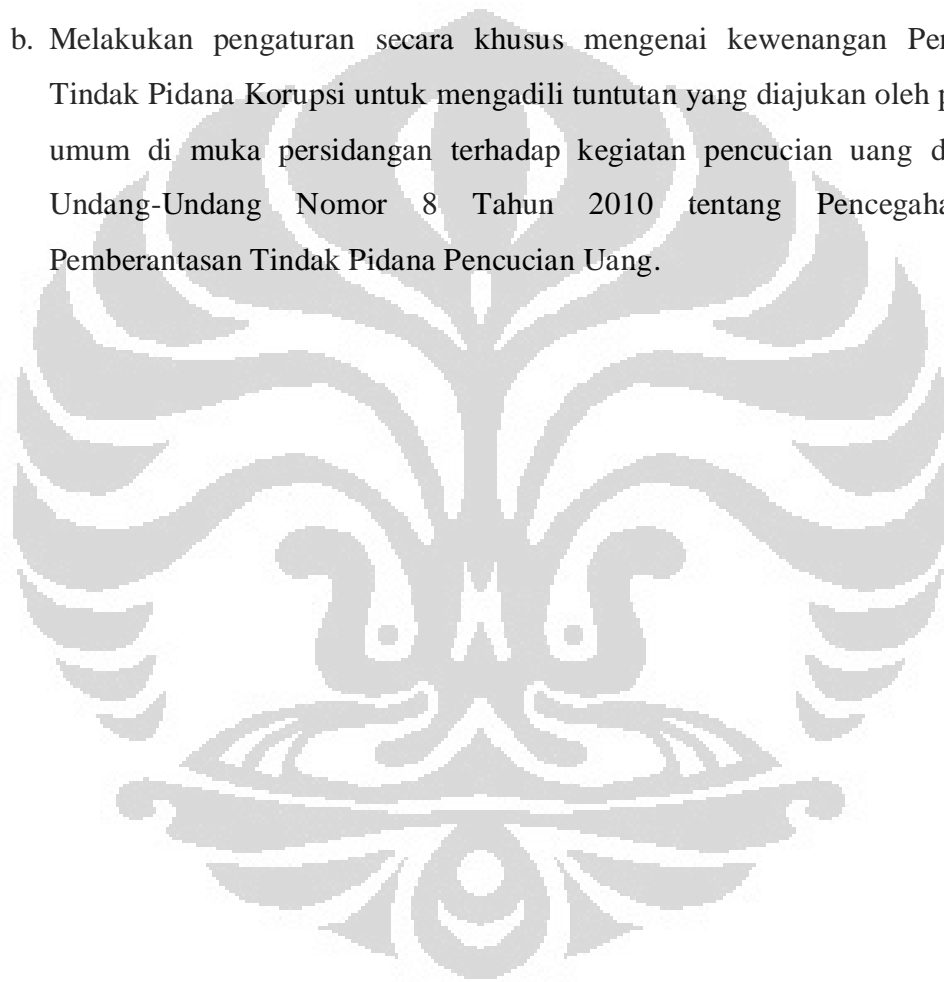 b. Melakukan pengaturan secara khusus mengenai kewenangan Pe
Tindak Pidana Korupsi untuk mengadili tuntutan yang diajukan oleh p
umum di muka persidangan terhadap kegiatan pencucian uang d
Undang-Undang Nomor 8 Tahun 2010 tentang Pencegaha
Pemberantasan Tindak Pidana Pencucian Uang.